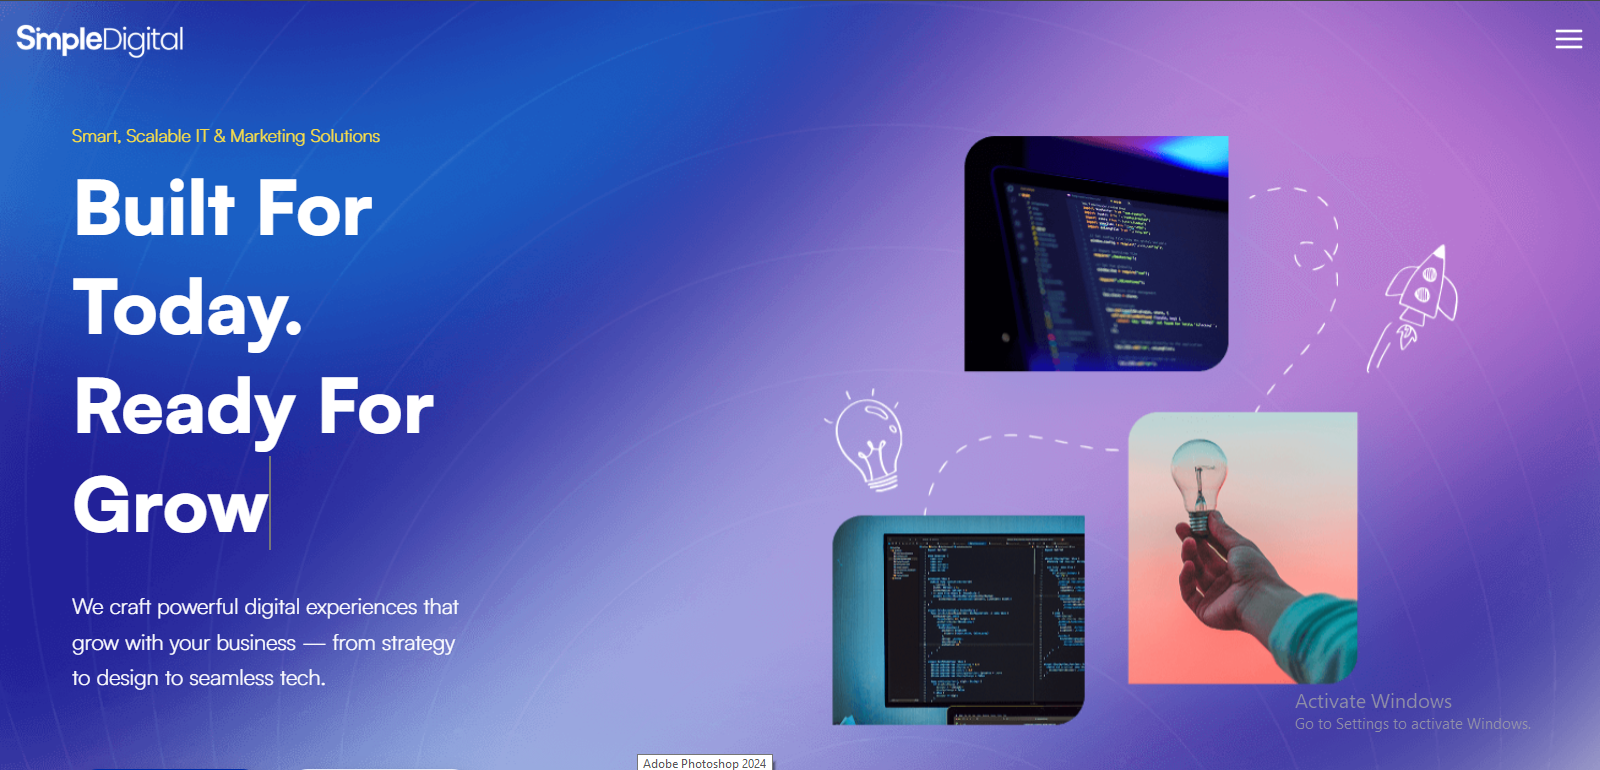 SimpleDigital
Smart, Scalable IT & Marketing Solutions
Built For
Today.
Ready For
Grow
We craft powerful digital experiences that
grow with your business — from strategy
to design to seamless tech.
Activate Windows
Go to Settings to activate Windows.
Adobe Photoshop 2024